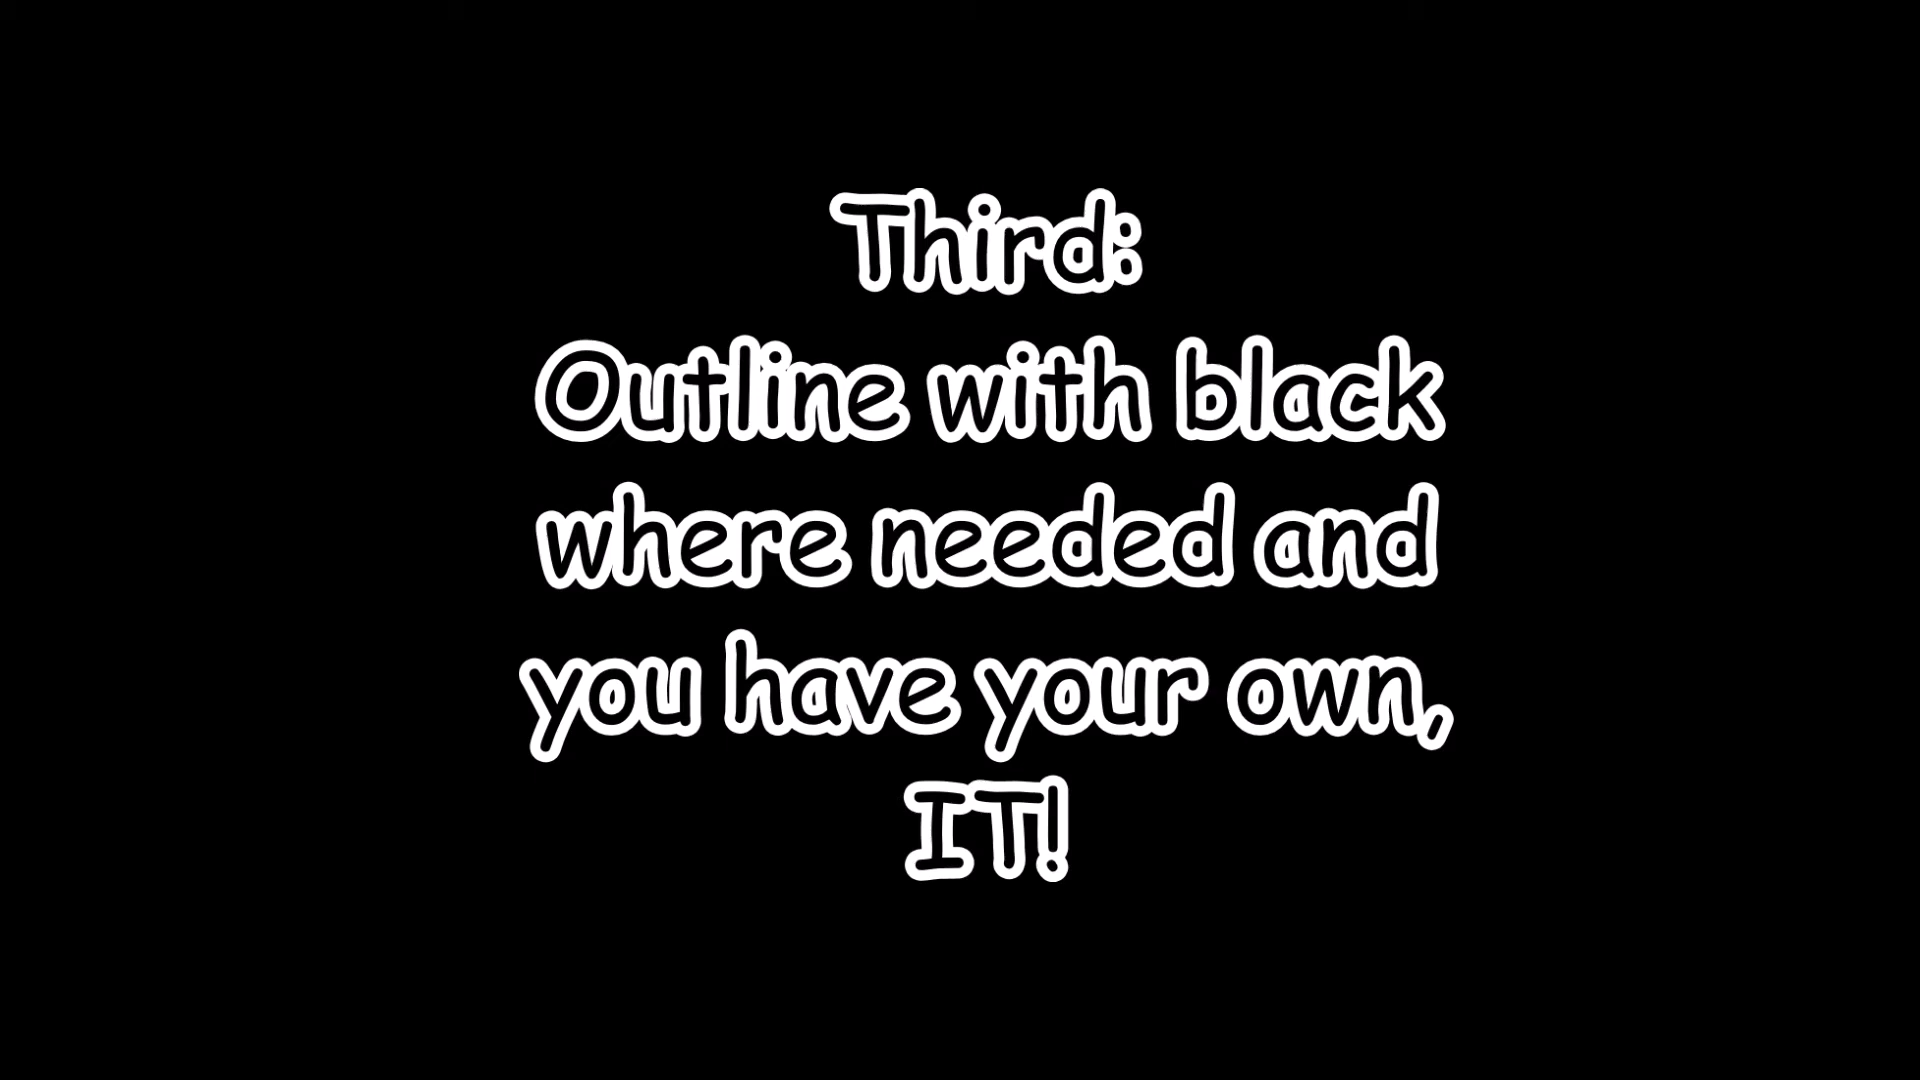 Third:
Outline with black
where needed and
you have your own,
IT!